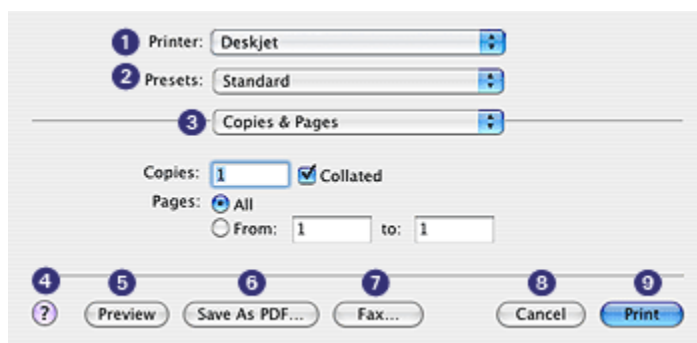 1 Printer: Deskjet
2 Presets: Standard
3 Copies & Pages
Copies: 1 Collated
Pages: All
From: 1 to: 1
4 5 6 7 8 9
? Preview Save As PDF... Fax... Cancel Print